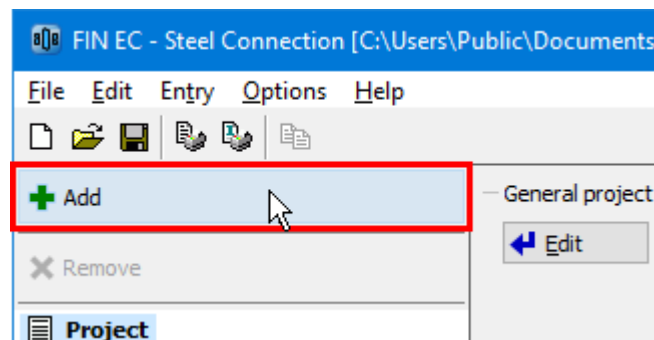 FIN EC - Steel Connection [C:\Users\Public\Documents
File Edit Entry Options Help
Add
General project
Edit
Remove
Project